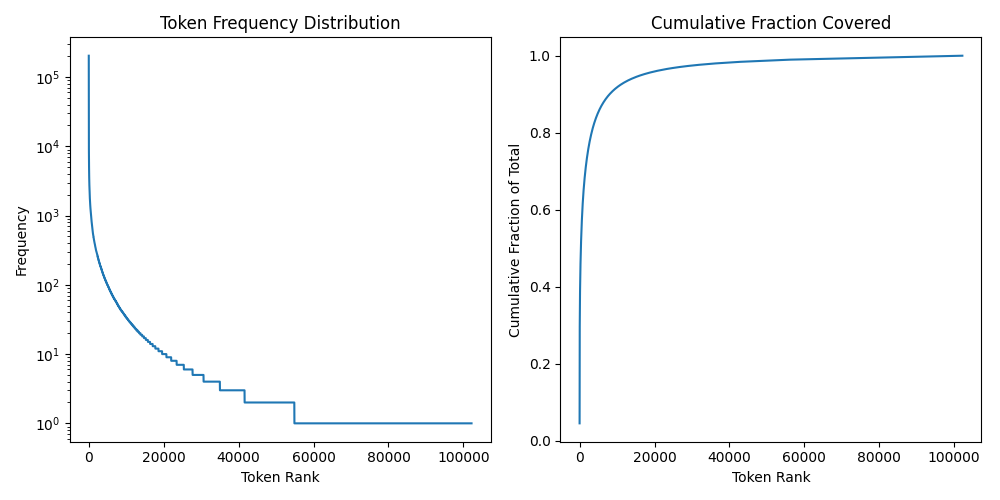 Token Frequency Distribution
Frequency
10^5
10^4
10^3
10^2
10^1
10^0
0 20000 40000 60000 80000 100000
Token Rank
Cumulative Fraction Covered
Cumulative Fraction of Total
1.0
0.8
0.6
0.4
0.2
0.0
0 20000 40000 60000 80000 100000
Token Rank